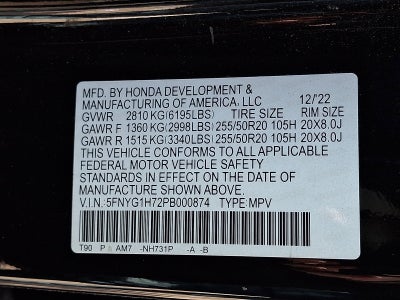 MFD. BY HONDA DEVELOPMENT &
MANUFACTURING OF AMERICA, LLC 12/'22
GVWR 2810 KG(6195LBS) TIRE SIZE RIM SIZE
GAWR F 1360 KG(2998LBS) 255/50R20 105H 20X8.0J
GAWR R 1515 KG(3340LBS) 255/50R20 105H 20X8.0J
THIS VEHICLE CONFORMS TO ALL APPLICABLE
FEDERAL MOTOR VEHICLE SAFETY
STANDARDS IN EFFECT ON THE DATE OF
MANUFACTURE SHOWN ABOVE.
V.I.N.:5FNYG1H72PB000874 TYPE:MPV
T90 P A AM7 -NH731P -A -B